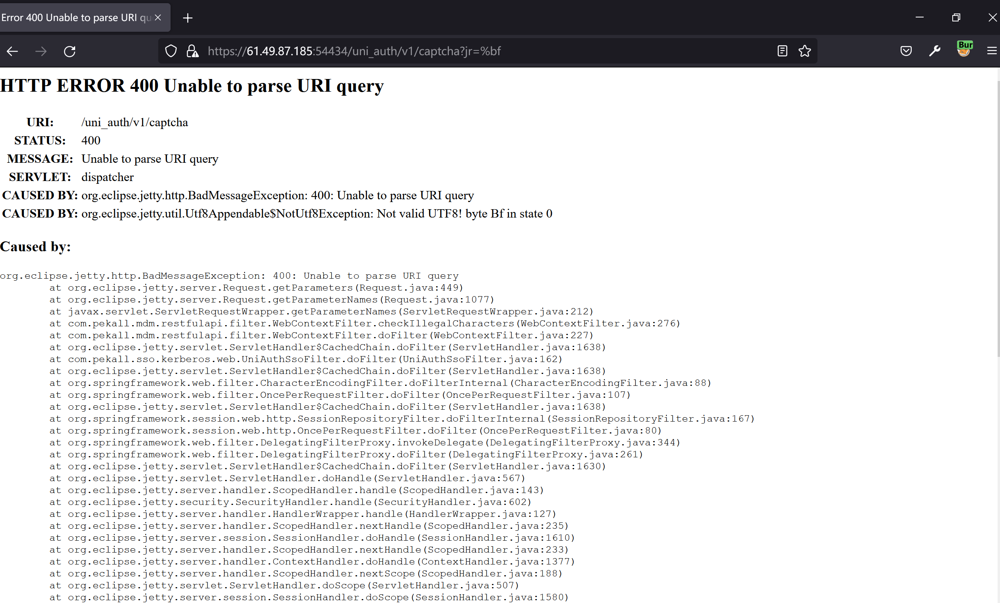 Error 400 Unable to parse URI qu
https://61.49.87.185:54434/uni_auth/v1/captcha?jr=%bf
Bur
HTTP ERROR 400 Unable to parse URI query
URI: /uni_auth/v1/captcha
STATUS: 400
MESSAGE: Unable to parse URI query
SERVLET: dispatcher
CAUSED BY: org.eclipse.jetty.http.BadMessageException: 400: Unable to parse URI query
CAUSED BY: org.eclipse.jetty.util.Utf8Appendable$NotUtf8Exception: Not valid UTF8! byte Bf in state 0
Caused by:
org.eclipse.jetty.http.BadMessageException: 400: Unable to parse URI query
at org.eclipse.jetty.server.Request.getParameters(Request.java:449)
at org.eclipse.jetty.server.Request.getParameterNames(Request.java:1077)
at javax.servlet.ServletRequestWrapper.getParameterNames(ServletRequestWrapper.java:212)
at com.pekall.mdm.restfulapi.filter.WebContextFilter.checkIllegalCharacters(WebContextFilter.java:276)
at com.pekall.mdm.restfulapi.filter.WebContextFilter.doFilter(WebContextFilter.java:227)
at org.eclipse.jetty.servlet.ServletHandler$CachedChain.doFilter(ServletHandler.java:1638)
at com.pekall.sso.kerberos.web.UniAuthSsoFilter.doFilter(UniAuthSsoFilter.java:162)
at org.eclipse.jetty.servlet.ServletHandler$CachedChain.doFilter(ServletHandler.java:1638)
at org.springframework.web.filter.CharacterEncodingFilter.doFilterInternal(CharacterEncodingFilter.java:88)
at org.springframework.web.filter.OncePerRequestFilter.doFilter(OncePerRequestFilter.java:107)
at org.eclipse.jetty.servlet.ServletHandler$CachedChain.doFilter(ServletHandler.java:1638)
at org.springframework.session.web.http.SessionRepositoryFilter.doFilterInternal(SessionRepositoryFilter.java:167)
at org.springframework.session.web.http.OncePerRequestFilter.doFilter(OncePerRequestFilter.java:80)
at org.springframework.web.filter.DelegatingFilterProxy.invokeDelegate(DelegatingFilterProxy.java:344)
at org.springframework.web.filter.DelegatingFilterProxy.doFilter(DelegatingFilterProxy.java:261)
at org.eclipse.jetty.servlet.ServletHandler$CachedChain.doFilter(ServletHandler.java:1630)
at org.eclipse.jetty.servlet.ServletHandler.doHandle(ServletHandler.java:567)
at org.eclipse.jetty.server.handler.ScopedHandler.handle(ScopedHandler.java:143)
at org.eclipse.jetty.security.SecurityHandler.handle(SecurityHandler.java:602)
at org.eclipse.jetty.server.handler.HandlerWrapper.handle(HandlerWrapper.java:127)
at org.eclipse.jetty.server.handler.ScopedHandler.nextHandle(ScopedHandler.java:235)
at org.eclipse.jetty.server.session.SessionHandler.doHandle(SessionHandler.java:1610)
at org.eclipse.jetty.server.handler.ScopedHandler.nextHandle(ScopedHandler.java:233)
at org.eclipse.jetty.server.handler.ContextHandler.doHandle(ContextHandler.java:1377)
at org.eclipse.jetty.server.handler.ScopedHandler.nextScope(ScopedHandler.java:188)
at org.eclipse.jetty.servlet.ServletHandler.doScope(ServletHandler.java:507)
at org.eclipse.jetty.server.session.SessionHandler.doScope(SessionHandler.java:1580)